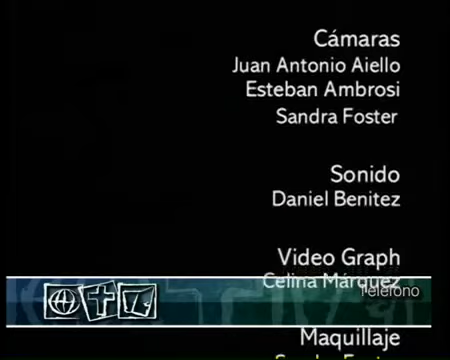 Cámaras
Juan Antonio Aiello
Esteban Ambrosi
Sandra Foster
Sonido
Daniel Benitez
Video Graph
Celina Márquez
Teléfono
Maquillaje